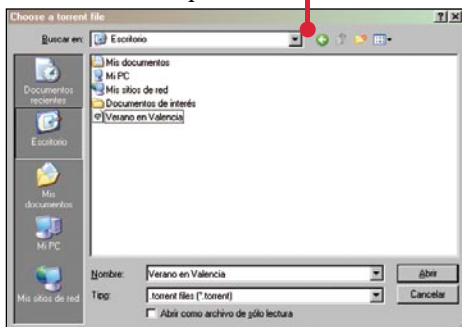 Choose a torrent file
Buscar en:
Escritorio
Documentos recientes
Escritorio
Mis documentos
Mi PC
Mis sitios de red
Mis documentos
Mi PC
Mis sitios de red
Documentos de interés
Verano en Valencia
Nombre:
Verano en Valencia
Abrir
Tipo:
.torrent files (*.torrent)
Cancelar
Abrir como archivo de sólo lectura